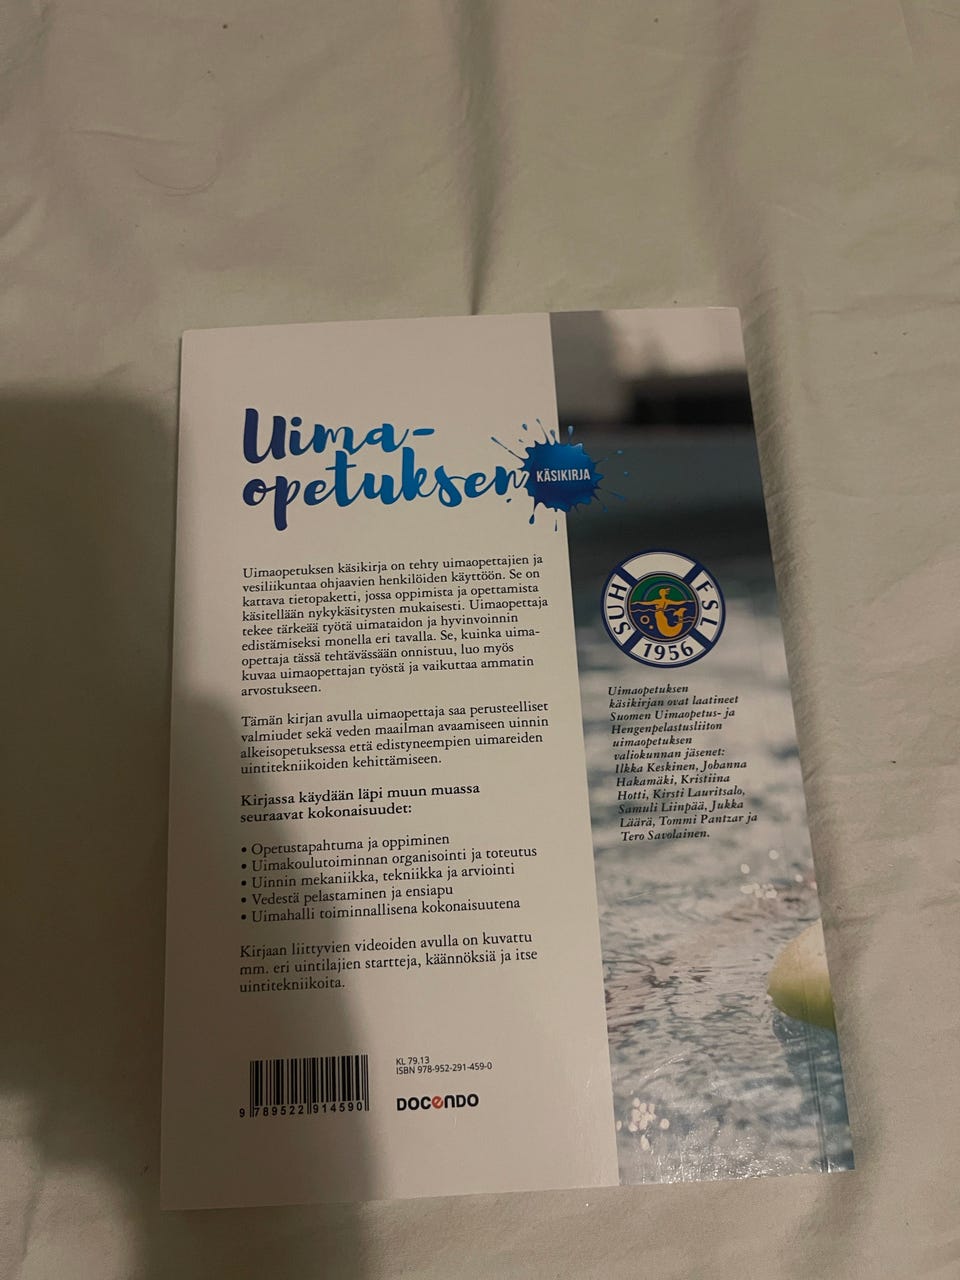 Uima-
opetuksen
KÄSIKIRJA
Uimaopetuksen käsikirja on tehty uimaopettajien ja
vesiliikuntaa ohjaavien henkilöiden käyttöön. Se on
kattava tietopaketti, jossa oppimista ja opettamista
käsitellään nykykäsitysten mukaisesti. Uimaopettaja
tekee tärkeää työtä uimataidon ja hyvinvoinnin
edistämiseksi monella eri tavalla. Se, kuinka uima-
opettaja tässä tehtävässään onnistuu, luo myös
kuvaa uimaopettajan työstä ja vaikuttaa ammatin
arvostukseen.
Tämän kirjan avulla uimaopettaja saa perusteelliset
valmiudet sekä veden maailman avaamiseen uinnin
alkeisopetuksessa että edistyneempien uimareiden
uintitekniikoiden kehittämiseen.
Kirjassa käydään läpi muun muassa
seuraavat kokonaisuudet:
• Opetustapahtuma ja oppiminen
• Uimakoulutoiminnan organisointi ja toteutus
• Uinnin mekaniikka, tekniikka ja arviointi
• Vedestä pelastaminen ja ensiapu
• Uimahalli toiminnallisena kokonaisuutena
Kirjaan liittyvien videoiden avulla on kuvattu
mm. eri uintilajien startteja, käännöksiä ja itse
uintitekniikoita.
9 789522 914590
KL 79.13
ISBN 978-952-291-459-0
DOCENDO
SUH FSL
1956
Uimaopetuksen
käsikirjan ovat laatineet
Suomen Uimaopetus- ja
Hengenpelastusliiton
uimaopetuksen
valiokunnan jäsenet:
Ilkka Keskinen, Johanna
Hakamäki, Kristiina
Hotti, Kirsti Lauritsalo,
Samuli Liinpää, Jukka
Läärä, Tommi Pantzar ja
Tero Savolainen.